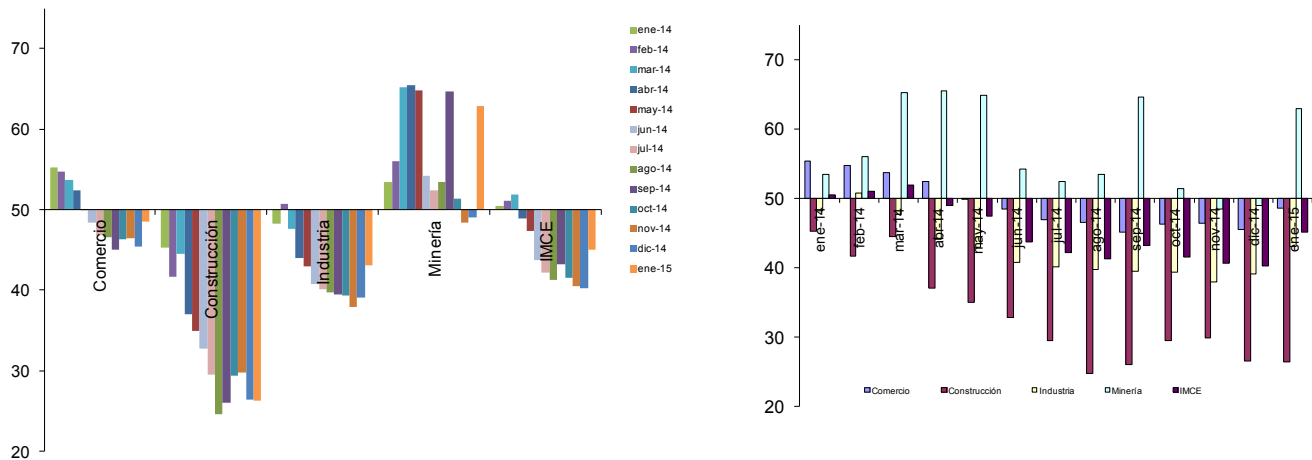 70
60
50
40
30
20
Comercio
Construcción
Industria
Minería
IMCE
ene-14
feb-14
mar-14
abr-14
may-14
jun-14
jul-14
ago-14
sep-14
oct-14
nov-14
dic-14
ene-15
70
60
50
40
30
20
ene-14
feb-14
mar-14
abr-14
may-14
jun-14
jul-14
ago-14
sep-14
oct-14
nov-14
dic-14
ene-15
Comercio Construcción Industria Minería IMCE